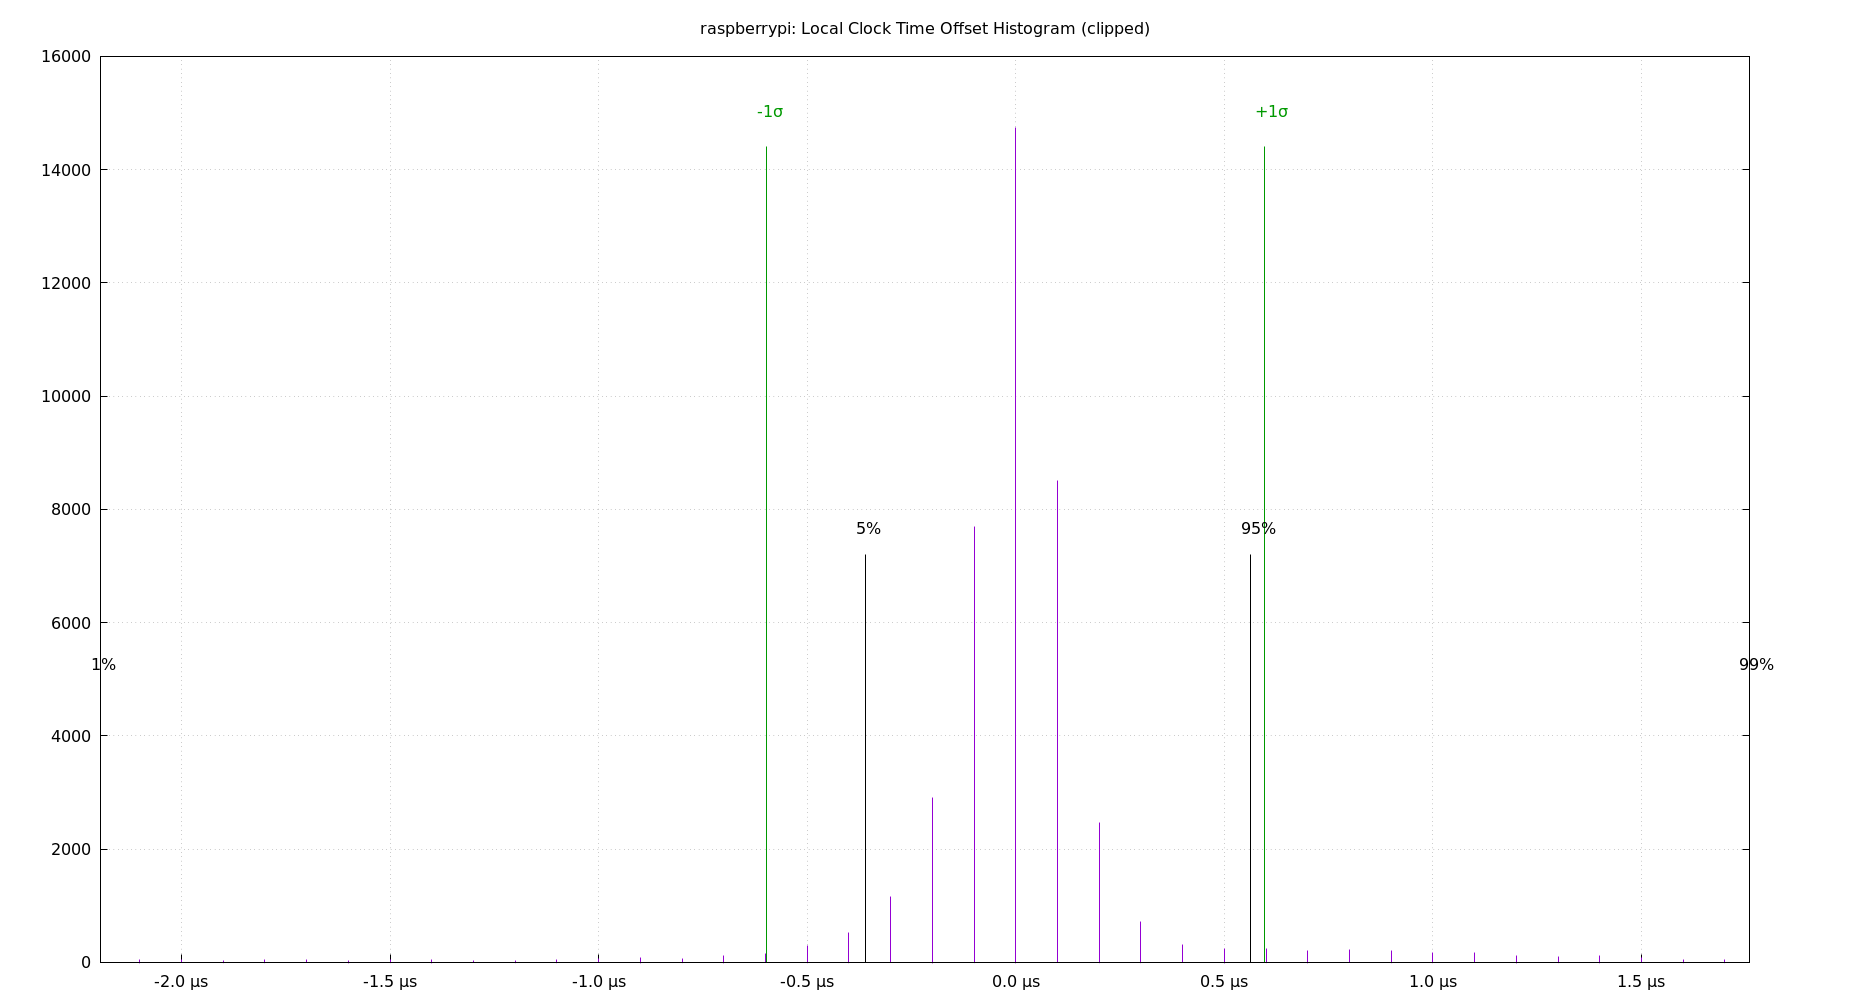 raspberrypi: Local Clock Time Offset Histogram (clipped)
16000
-1σ
+1σ
14000
12000
10000
8000
5%
95%
6000
1%
99%
4000
2000
0
-2.0 µs
-1.5 µs
-1.0 µs
-0.5 µs
0.0 µs
0.5 µs
1.0 µs
1.5 µs